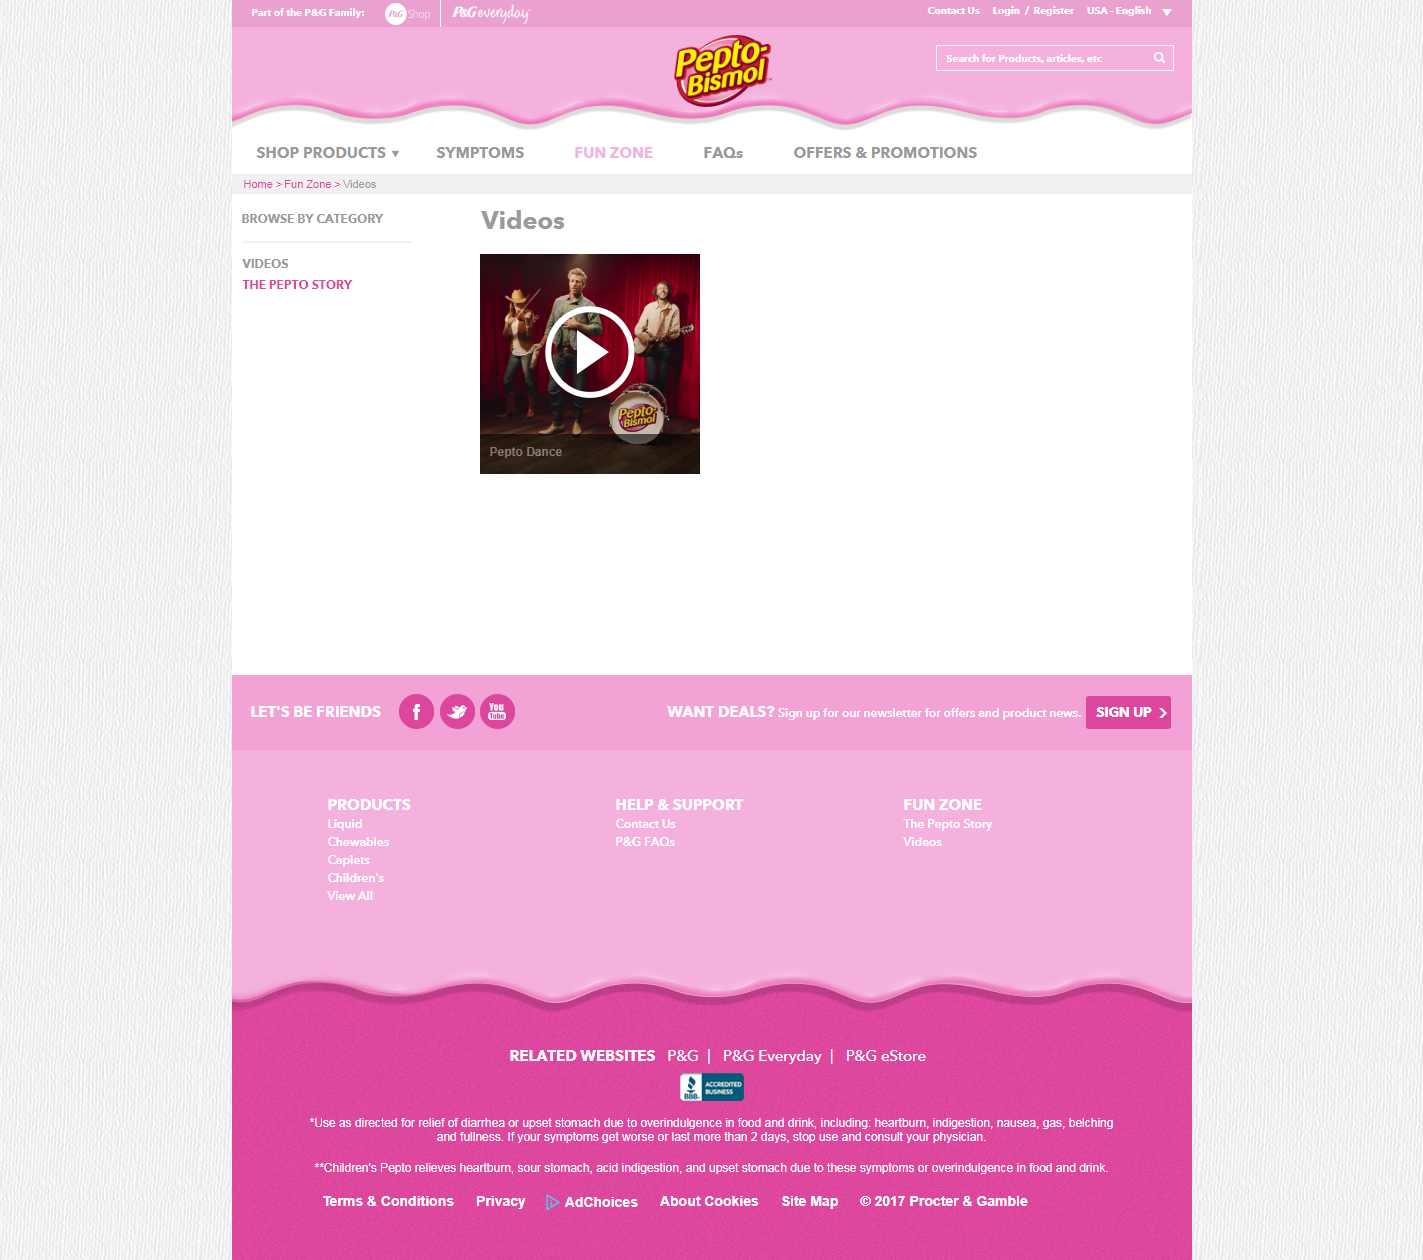 Part of the P&G Family: P&G Shop P&G everyday Contact Us Login / Register USA - English
Pepto-
Bismol
Search for Products, articles, etc
SHOP PRODUCTS SYMPTOMS FUN ZONE FAQs OFFERS & PROMOTIONS
Home > Fun Zone > Videos
BROWSE BY CATEGORY
VIDEOS
THE PEPTO STORY
Videos
Pepto-
Bismol
Pepto Dance
LET'S BE FRIENDS f You Tube WANT DEALS? Sign up for our newsletter for offers and product news. SIGN UP
PRODUCTS
Liquid
Chewables
Caplets
Children's
View All
HELP & SUPPORT
Contact Us
P&G FAQs
FUN ZONE
The Pepto Story
Videos
RELATED WEBSITES P&G | P&G Everyday | P&G eStore
BBB. ACCREDITED
BUSINESS
*Use as directed for relief of diarrhea or upset stomach due to overindulgence in food and drink, including: heartburn, indigestion, nausea, gas, belching
and fullness. If your symptoms get worse or last more than 2 days, stop use and consult your physician.
**Children's Pepto relieves heartburn, sour stomach, acid indigestion, and upset stomach due to these symptoms or overindulgence in food and drink.
Terms & Conditions Privacy AdChoices About Cookies Site Map © 2017 Procter & Gamble